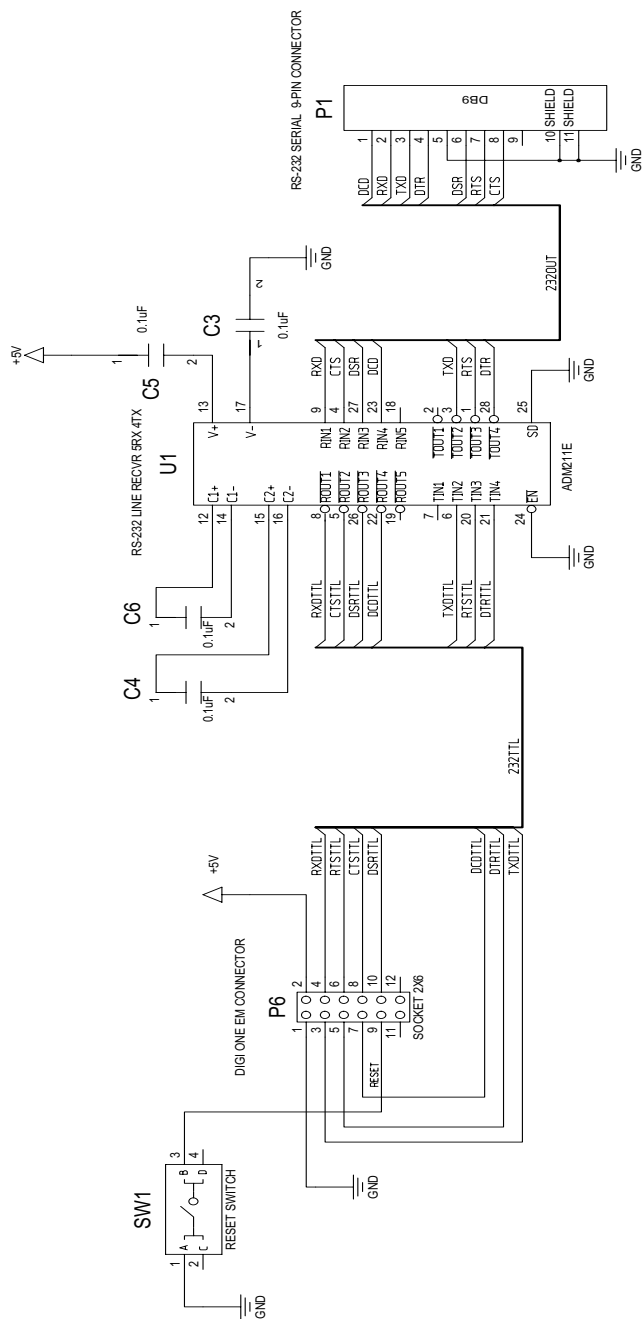 RS-232 SERIAL 9-PIN CONNECTOR
P1
DB9
1
2
3
4
5
6
7
8
9
10 SHIELD
11 SHIELD
DCD
RXD
TXD
DTR
DSR
RTS
CTS
GND
232OUT
+5V
1
0.1uF
2
C5
C3
1
2
0.1uF
GND
RS-232 LINE RECVR 5RX 4TX
U1
ADM211E
13
V+
17
V-
9
RIN1
RXD
4
RIN2
CTS
27
RIN3
DSR
23
RIN4
DCD
18
RIN5
2
TOUT1
3
TOUT2
TXD
1
TOUT3
RTS
28
TOUT4
DTR
25
SD
GND
12
C1+
14
C1-
15
C2+
16
C2-
8
ROUT1
RXDTTL
5
ROUT2
CTSTTL
26
ROUT3
DSRTTL
22
ROUT4
DCDTTL
19
ROUT5
7
TIN1
6
TIN2
TXDTTL
20
TIN3
RTSTTL
21
TIN4
DTRTTL
24
EN
GND
C6
1
0.1uF
2
C4
1
0.1uF
2
232TTL
RXDTTL
RTSTTL
CTSTTL
DSRTTL
DCDTTL
DTRTTL
TXDTTL
+5V
DIGI ONE EM CONNECTOR
P6
SOCKET 2X6
1
2
3
4
5
6
7
8
9
10
11
12
RESET
GND
SW1
RESET SWITCH
1
A
2
C
3
B
4
D
GND